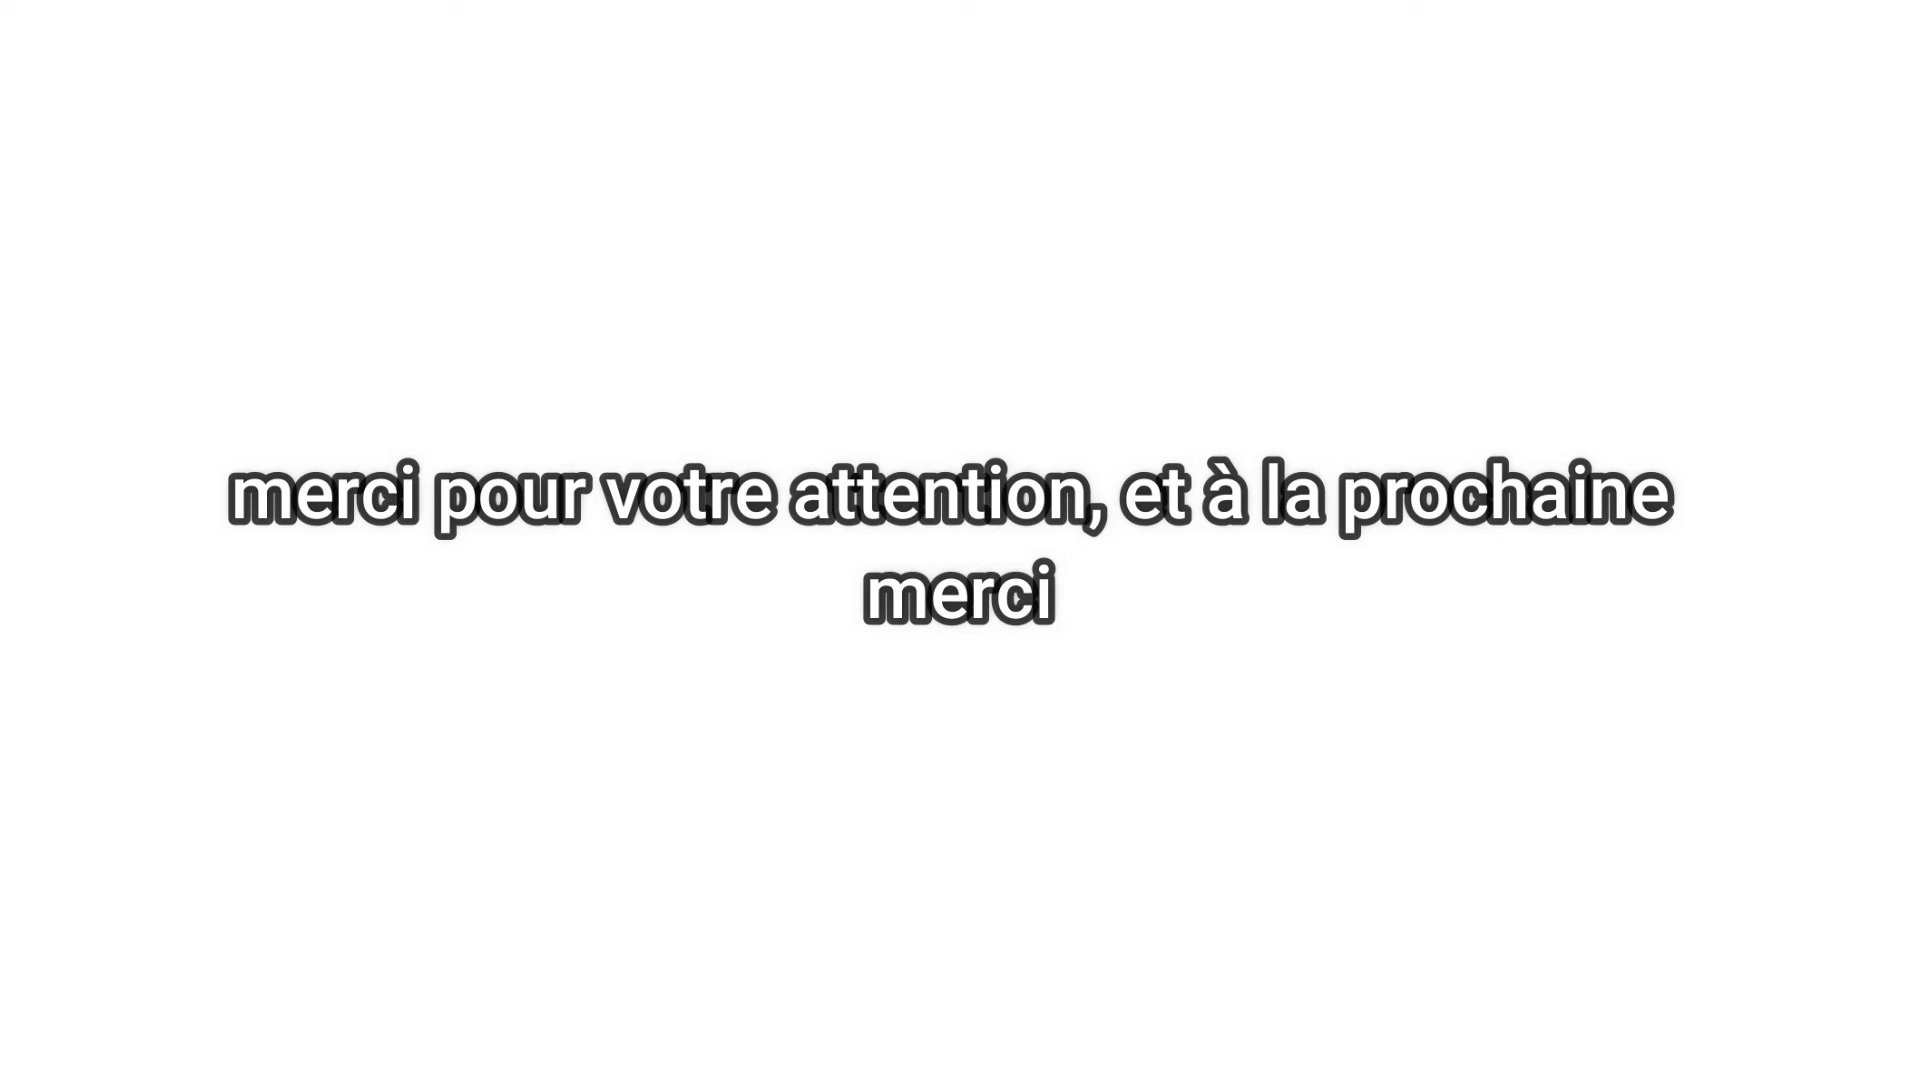 merci pour votre attention, et à la prochaine
merci